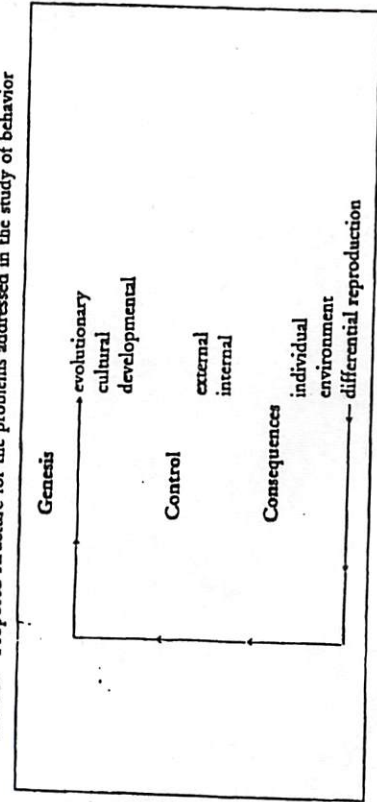 Proposed structure for the problems addressed in the study of behavior
Genesis
evolutionary
cultural
developmental
Control
external
internal
Consequences
individual
environment
differential reproduction